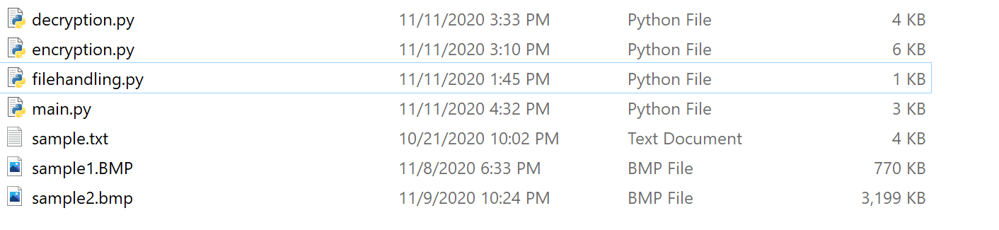 decryption.py 11/11/2020 3:33 PM Python File 4 KB
encryption.py 11/11/2020 3:10 PM Python File 6 KB
filehandling.py 11/11/2020 1:45 PM Python File 1 KB
main.py 11/11/2020 4:32 PM Python File 3 KB
sample.txt 10/21/2020 10:02 PM Text Document 4 KB
sample1.BMP 11/8/2020 6:33 PM BMP File 770 KB
sample2.bmp 11/9/2020 10:24 PM BMP File 3,199 KB